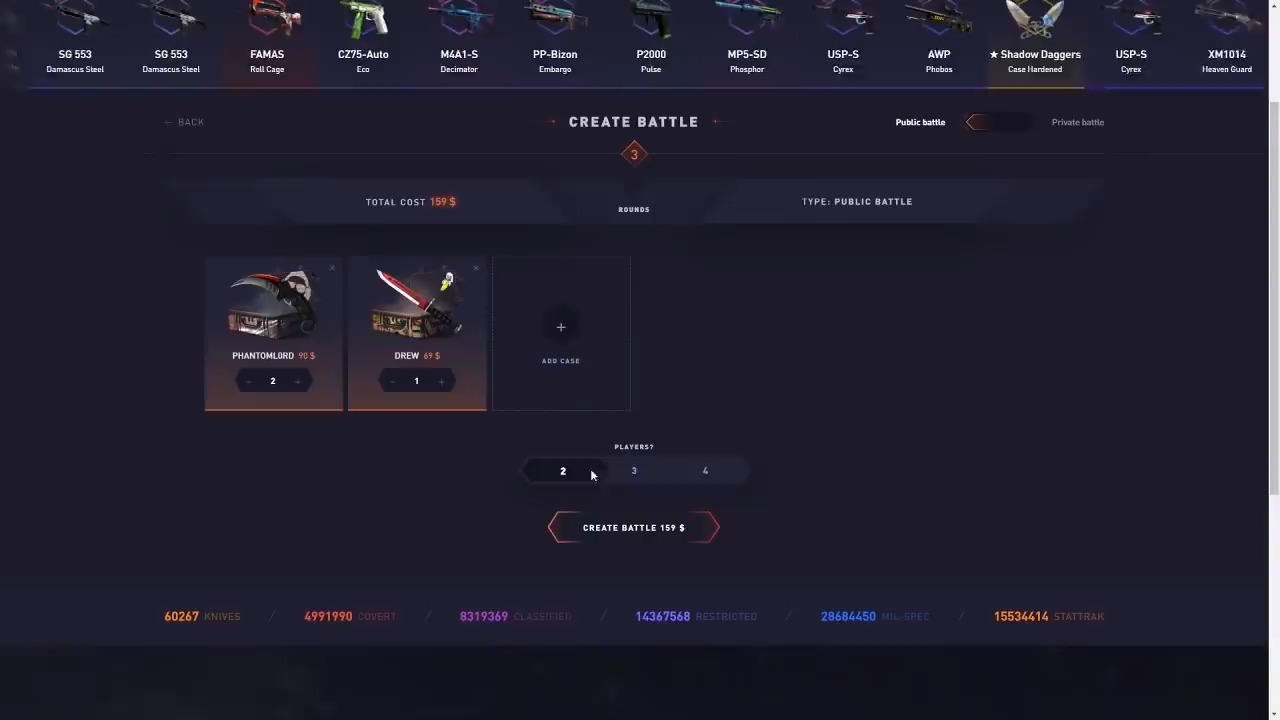 SG 553 SG 553 FAMAS CZ75-Auto M4A1-S PP-Bizon P2000 MP5-SD USP-S AWP ★ Shadow Daggers USP-S XM1014
Damascus Steel Damascus Steel Roll Cage Eco Decimator Embargo Pulse Phosphor Cyrex Phobos Case Hardened Cyrex Heaven Guard
← BACK CREATE BATTLE Public battle Private battle
3
TOTAL COST 159 $ ROUNDS TYPE: PUBLIC BATTLE
PHANTOML0RD 90 $ DREW 69 $ ADD CASE
- 2 + - 1 +
PLAYERS?
2 3 4
CREATE BATTLE 159 $
60267 KNIVES / 4991990 COVERT / 8319369 CLASSIFIED / 14367568 RESTRICTED / 28684450 MIL-SPEC / 15534414 STATTRAK